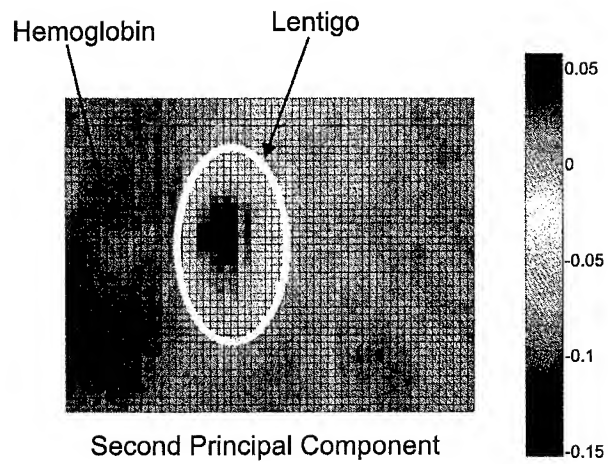 Hemoglobin
Lentigo
0.05
0
-0.05
-0.1
-0.15
Second Principal Component